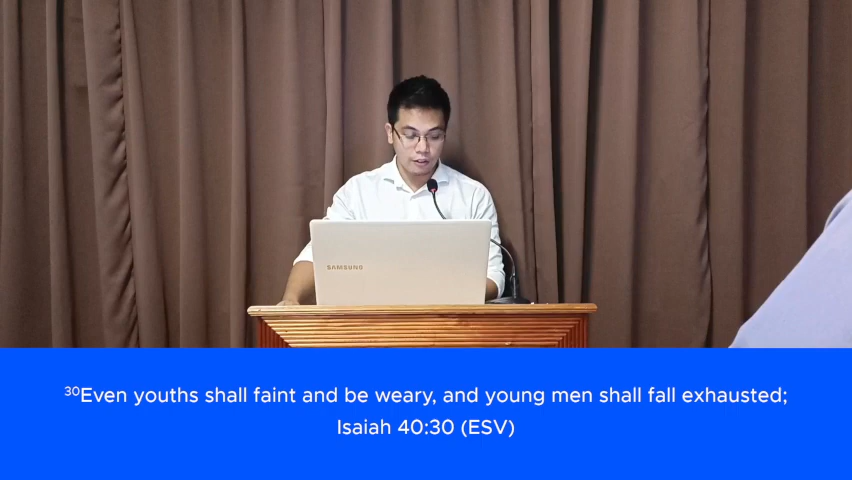 SAMSUNG
³⁰Even youths shall faint and be weary, and young men shall fall exhausted;
Isaiah 40:30 (ESV)